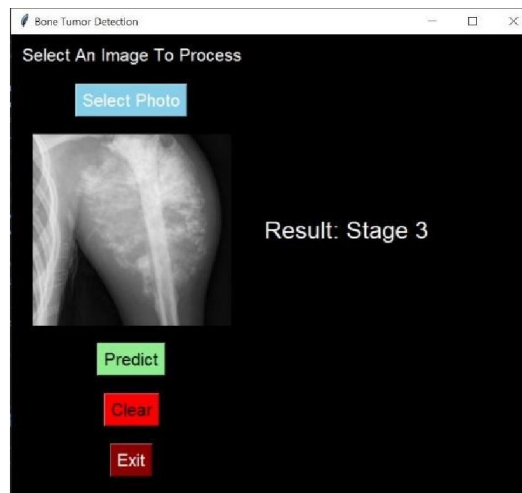 Bone Tumor Detection
Select An Image To Process
Select Photo
Result: Stage 3
Predict
Clear
Exit